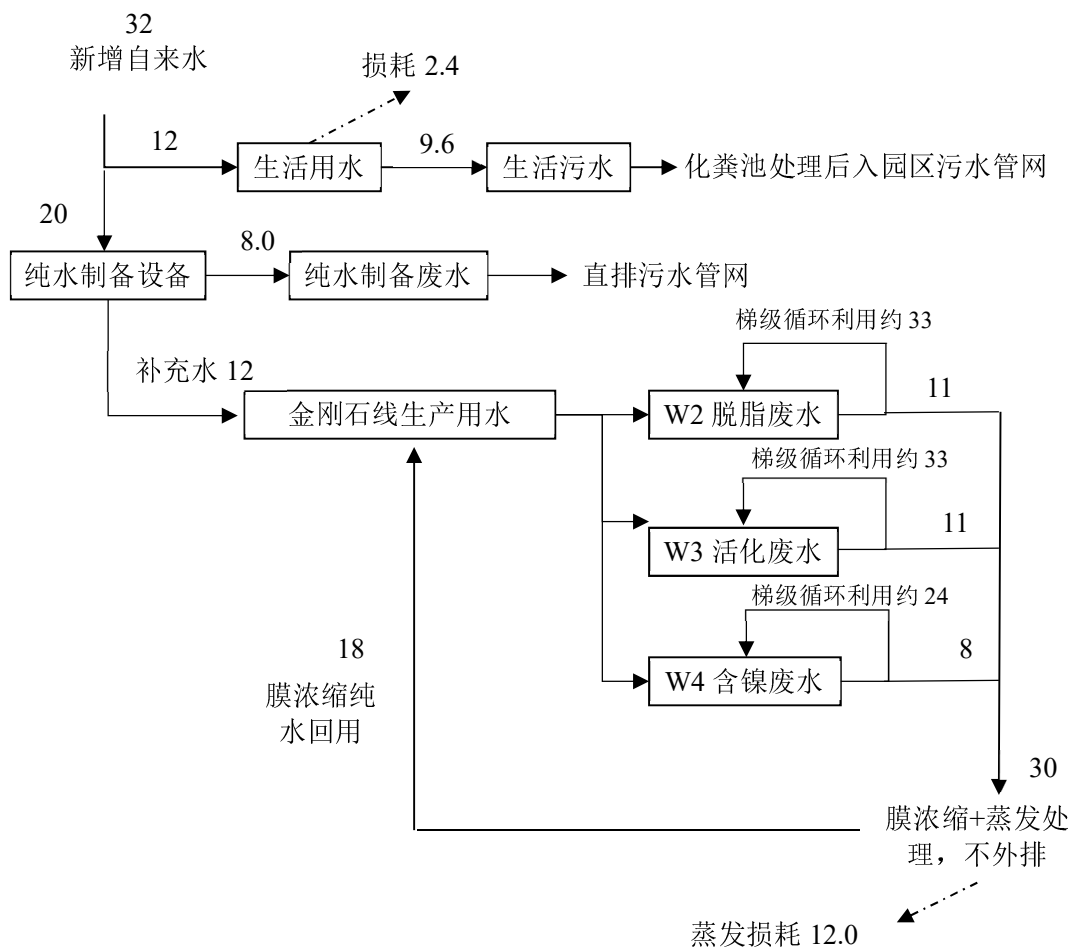 32
新增自来水
损耗 2.4
12
9.6
生活用水
生活污水
化粪池处理后入园区污水管网
20
8.0
纯水制备设备
纯水制备废水
直排污水管网
梯级循环利用约 33
补充水 12
11
金刚石线生产用水
W2 脱脂废水
梯级循环利用约 33
11
W3 活化废水
梯级循环利用约 24
18
8
膜浓缩纯
水回用
W4 含镍废水
30
膜浓缩+蒸发处
理，不外排
蒸发损耗 12.0